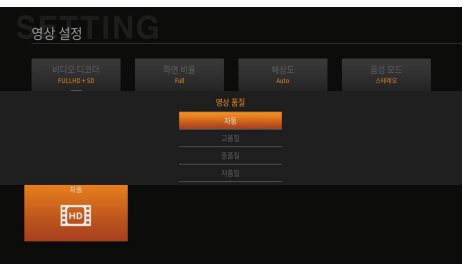 SETTING
영상 설정
비디오 디코더
화면 비율
해상도
음성 모드
FULLHD + SD
Full
Auto
스테레오
영상 품질
자동
고품질
중품질
저품질
자동
HD